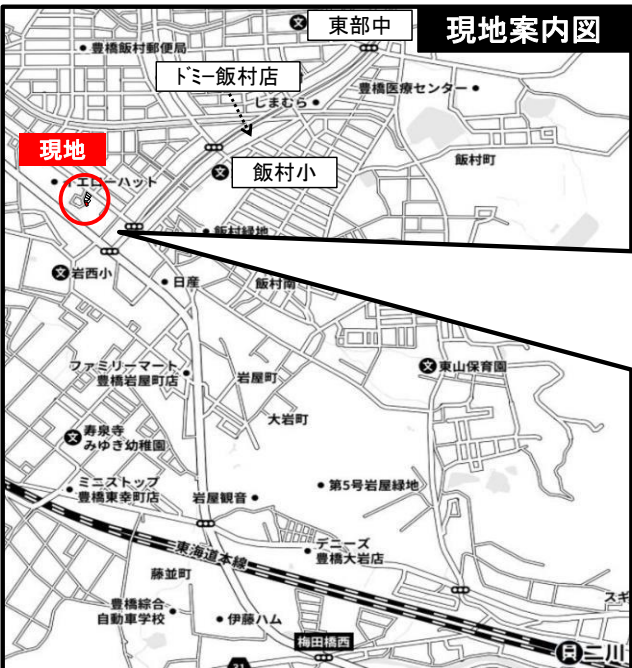 東部中
現地案内図
豊橋飯村郵便局
ドミー飯村店
豊橋医療センター
しまむら
飯村町
現地
飯村小
イエローハット
飯村緑地
岩西小
日産
飯村南
ファミリーマート
豊橋岩屋町店
岩屋町
東山保育園
大岩町
寿泉寺
みゆき幼稚園
ミニストップ
豊橋東幸町店
岩屋観音
第5号岩屋緑地
デニーズ
豊橋大岩店
東海道本線
藤並町
スギ
豊橋綜合
自動車学校
伊藤ハム
梅田橋西
二川
31